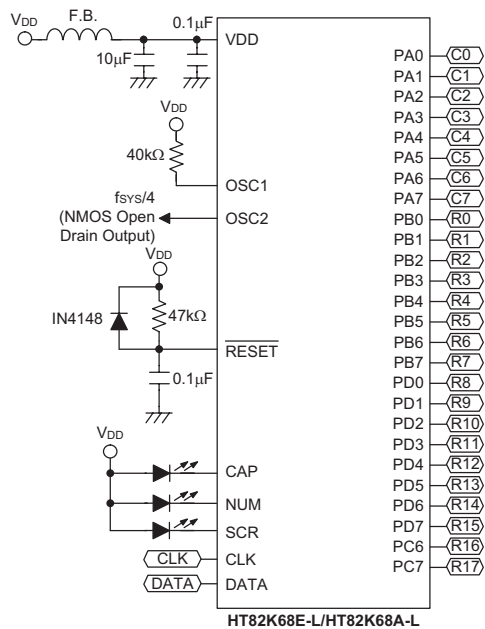 VDD
F.B.
0.1μF
10μF
VDD
VDD
40kΩ
OSC1
fSYS/4
(NMOS Open
Drain Output)
OSC2
VDD
IN4148
47kΩ
RESET
0.1μF
VDD
CAP
NUM
SCR
CLK CLK
DATA DATA
PA0 C0
PA1 C1
PA2 C2
PA3 C3
PA4 C4
PA5 C5
PA6 C6
PA7 C7
PB0 R0
PB1 R1
PB2 R2
PB3 R3
PB4 R4
PB5 R5
PB6 R6
PB7 R7
PD0 R8
PD1 R9
PD2 R10
PD3 R11
PD4 R12
PD5 R13
PD6 R14
PD7 R15
PC6 R16
PC7 R17
HT82K68E-L/HT82K68A-L